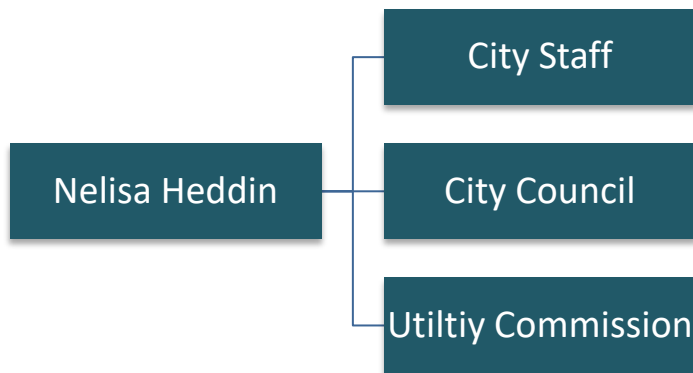 City Staff
Nelisa Heddin
City Council
Utiltiy Commission